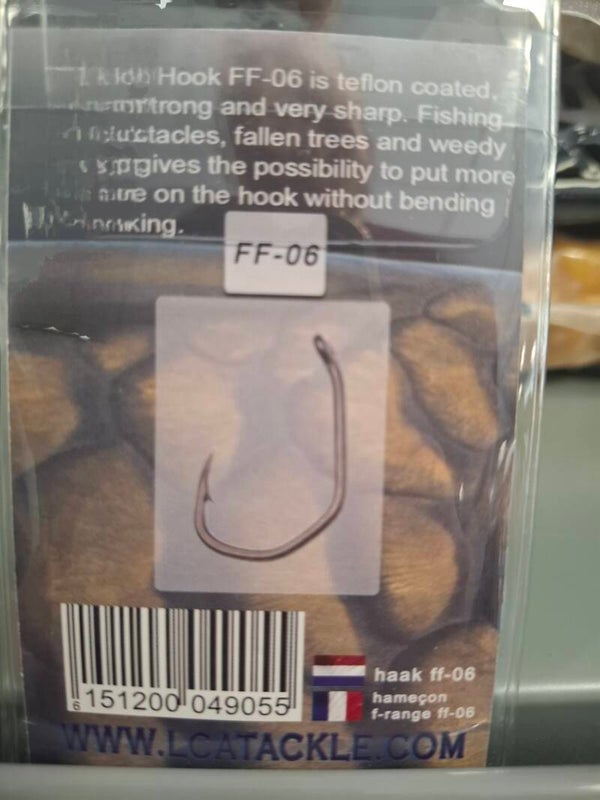 Hook FF-06 is teflon coated,
strong and very sharp. Fishing
fallen trees and weedy
gives the possibility to put more
on the hook without bending
FF-06
6 151200 049055
haak ff-06
hameçon
f-range ff-06
WWW.LCATACKLE.COM